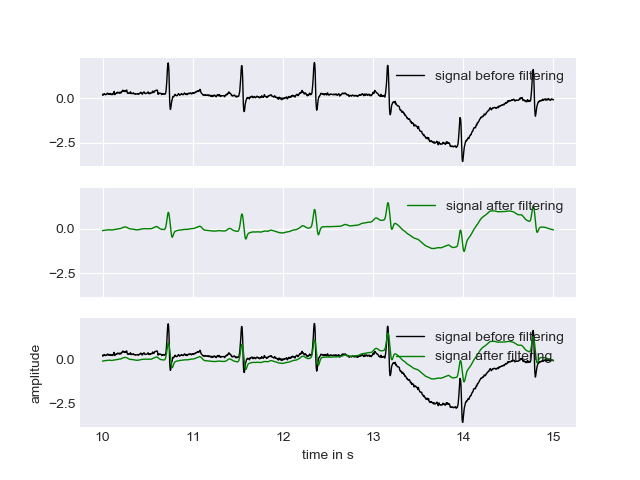 signal before filtering
0.0
−2.5
signal after filtering
0.0
−2.5
signal before filtering
signal after filtering
0.0
−2.5
amplitude
10 11 12 13 14 15
time in s